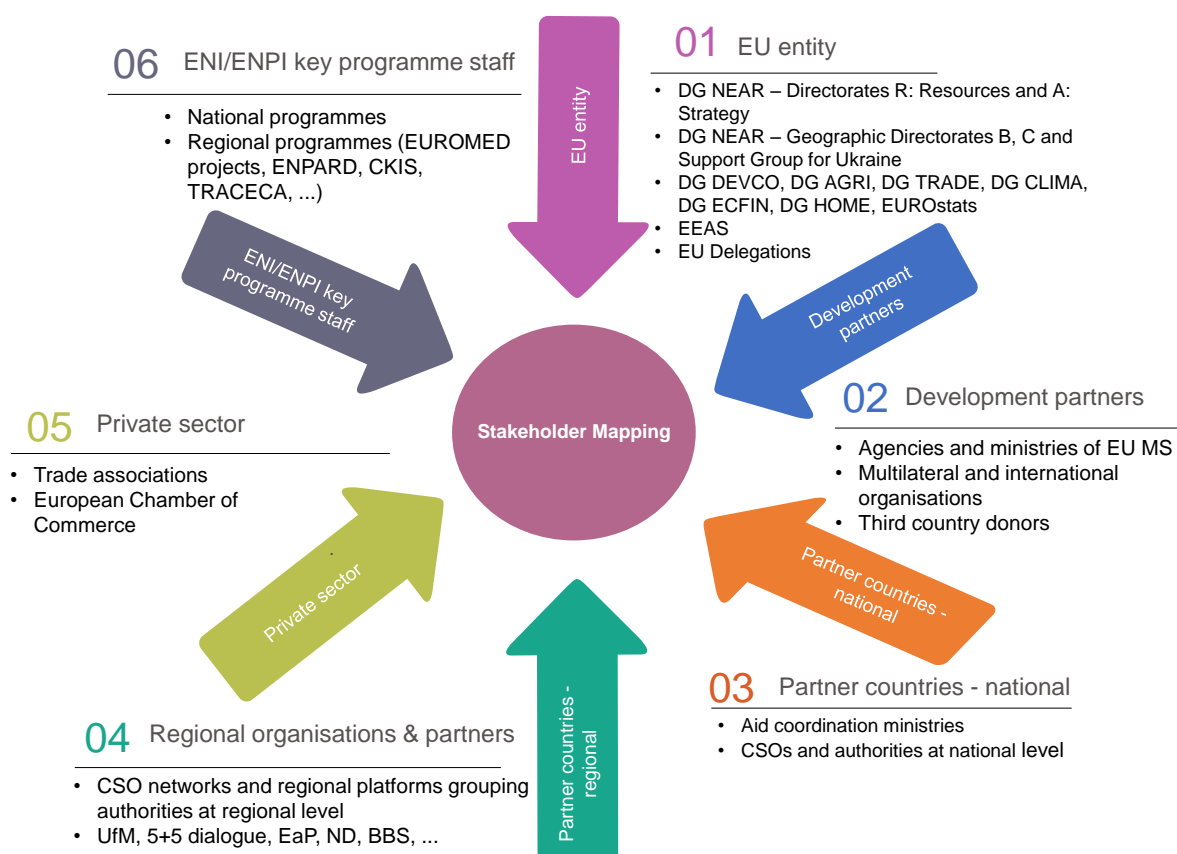 01 EU entity
• DG NEAR – Directorates R: Resources and A:
Strategy
• DG NEAR – Geographic Directorates B, C and
Support Group for Ukraine
• DG DEVCO, DG AGRI, DG TRADE, DG CLIMA,
DG ECFIN, DG HOME, EUROstats
• EEAS
• EU Delegations
06 ENI/ENPI key programme staff
• National programmes
• Regional programmes (EUROMED
projects, ENPARD, CKIS,
TRACECA, ...)
EU entity
ENI/ENPI key
programme staff
Development
partners
Stakeholder Mapping
02 Development partners
• Agencies and ministries of EU MS
• Multilateral and international
organisations
• Third country donors
05 Private sector
• Trade associations
• European Chamber of
Commerce
Private sector
Partner countries -
national
03 Partner countries - national
• Aid coordination ministries
• CSOs and authorities at national level
04 Regional organisations & partners
• CSO networks and regional platforms grouping
authorities at regional level
• UfM, 5+5 dialogue, EaP, ND, BBS, ...
Partner countries -
regional